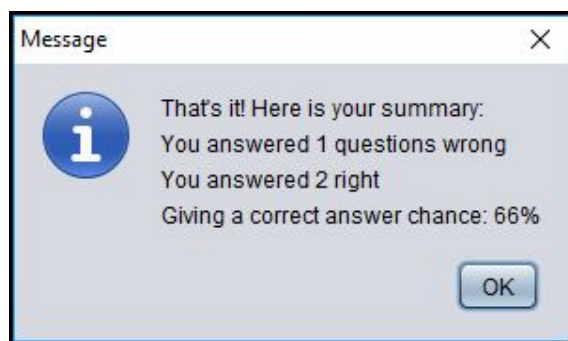 Message
That's it! Here is your summary:
You answered 1 questions wrong
You answered 2 right
Giving a correct answer chance: 66%
OK